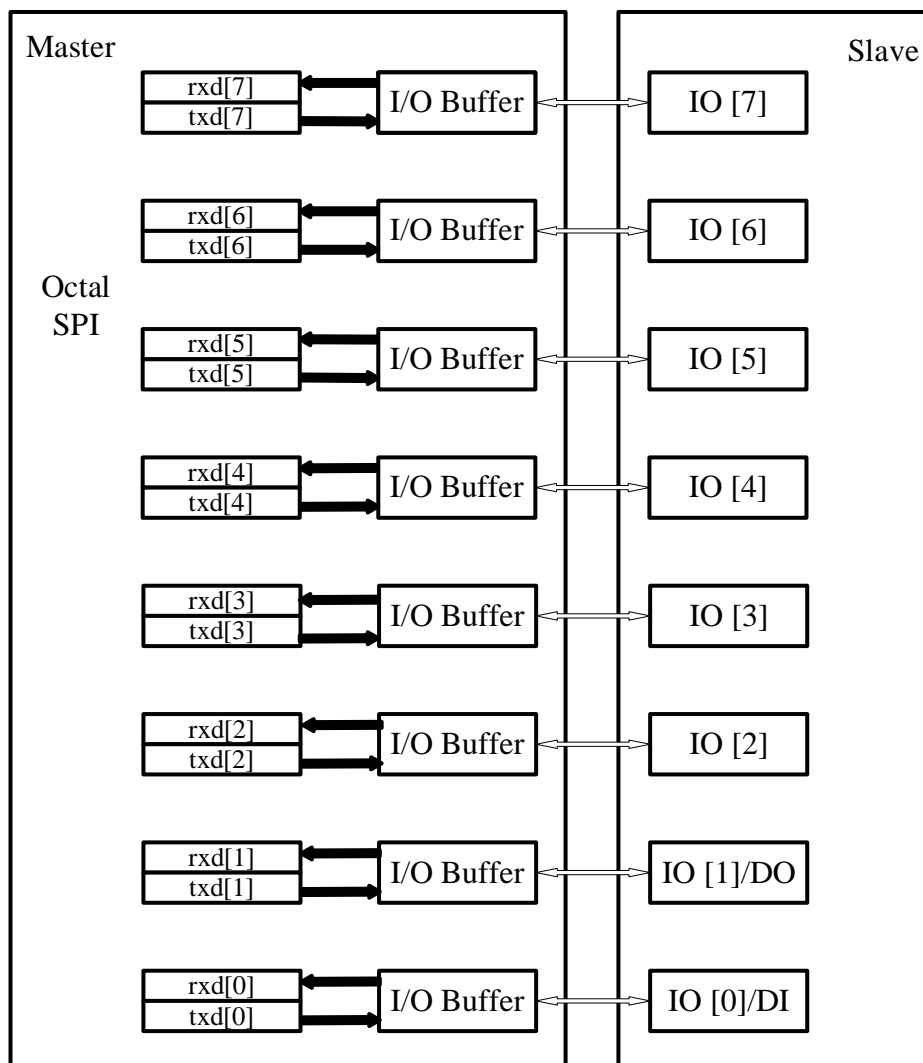 Master
Slave
rxd[7]
txd[7]
I/O Buffer
IO [7]
rxd[6]
txd[6]
I/O Buffer
IO [6]
Octal
SPI
rxd[5]
txd[5]
I/O Buffer
IO [5]
rxd[4]
txd[4]
I/O Buffer
IO [4]
rxd[3]
txd[3]
I/O Buffer
IO [3]
rxd[2]
txd[2]
I/O Buffer
IO [2]
rxd[1]
txd[1]
I/O Buffer
IO [1]/DO
rxd[0]
txd[0]
I/O Buffer
IO [0]/DI